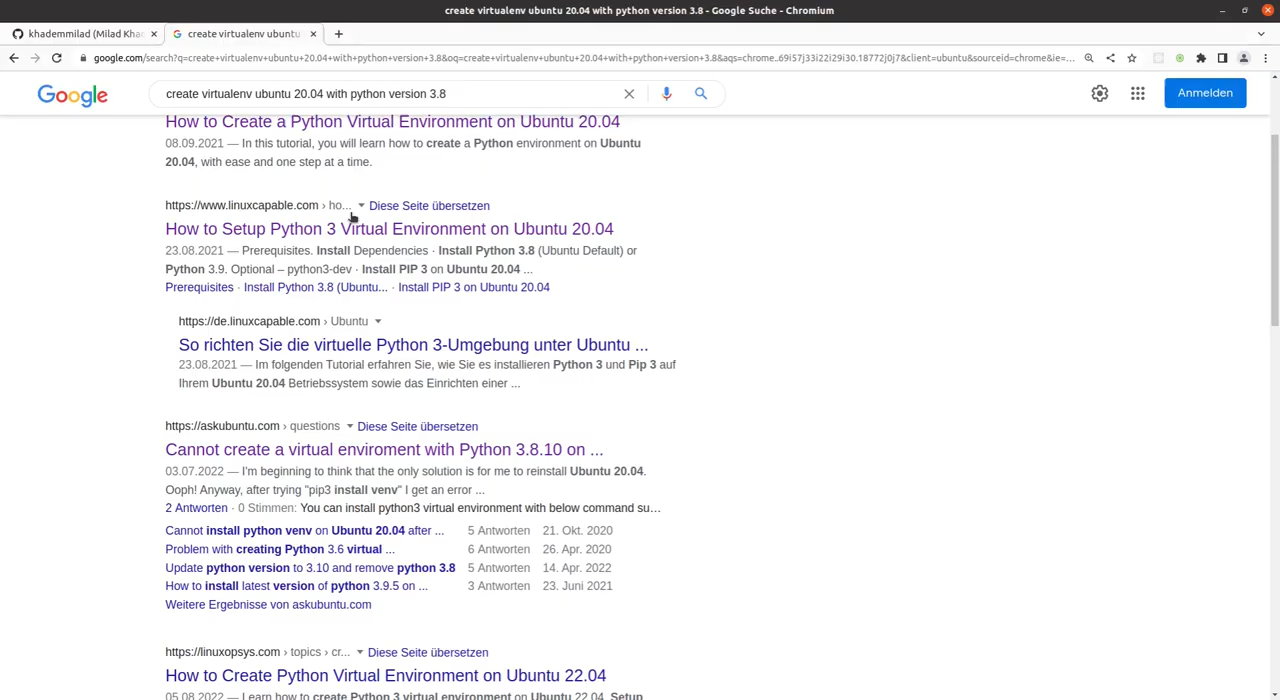 create virtualenv ubuntu 20.04 with python version 3.8 - Google Suche - Chromium
khademmilad (Milad Kha
create virtualenv ubuntu
google.com/search?q=create+virtualenv+ubuntu+20.04+with+python+version+3.8&oq=create+virtualenv+ubuntu+20.04+with+python+version+3.8&aqs=chrome..69i57j33i22i29i30.18772j0j7&client=ubuntu&sourceid=chrome&ie=...
Google
create virtualenv ubuntu 20.04 with python version 3.8
Anmelden
How to Create a Python Virtual Environment on Ubuntu 20.04
08.09.2021 — In this tutorial, you will learn how to create a Python environment on Ubuntu
20.04, with ease and one step at a time.
https://www.linuxcapable.com › ho... Diese Seite übersetzen
How to Setup Python 3 Virtual Environment on Ubuntu 20.04
23.08.2021 — Prerequisites. Install Dependencies · Install Python 3.8 (Ubuntu Default) or
Python 3.9. Optional – python3-dev · Install PIP 3 on Ubuntu 20.04 ...
Prerequisites · Install Python 3.8 (Ubuntu... · Install PIP 3 on Ubuntu 20.04
https://de.linuxcapable.com › Ubuntu
So richten Sie die virtuelle Python 3-Umgebung unter Ubuntu ...
23.08.2021 — Im folgenden Tutorial erfahren Sie, wie Sie es installieren Python 3 und Pip 3 auf
Ihrem Ubuntu 20.04 Betriebssystem sowie das Einrichten einer ...
https://askubuntu.com › questions Diese Seite übersetzen
Cannot create a virtual enviroment with Python 3.8.10 on ...
03.07.2022 — I'm beginning to think that the only solution is for me to reinstall Ubuntu 20.04.
Ooph! Anyway, after trying "pip3 install venv" I get an error ...
2 Antworten · 0 Stimmen: You can install python3 virtual environment with below command su…
Cannot install python venv on Ubuntu 20.04 after ... 5 Antworten 21. Okt. 2020
Problem with creating Python 3.6 virtual ... 6 Antworten 26. Apr. 2020
Update python version to 3.10 and remove python 3.8 5 Antworten 14. Apr. 2022
How to install latest version of python 3.9.5 on ... 3 Antworten 23. Juni 2021
Weitere Ergebnisse von askubuntu.com
https://linuxopsys.com › topics › cr... Diese Seite übersetzen
How to Create Python Virtual Environment on Ubuntu 22.04
05.08.2022 — Learn how to create Python 3 virtual environment on Ubuntu 22.04. Setup